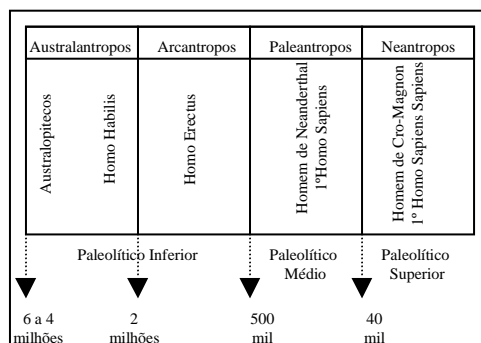 Australantropos Arcantropos Paleantropos Neantropos
Australopitecos
Homo Habilis
Homo Erectus
Homem de Neanderthal
1ºHomo Sapiens
Homem de Cro-Magnon
1º Homo Sapiens Sapiens
Paleolítico Inferior
Paleolítico
Médio
Paleolítico
Superior
6 a 4
milhões
2
milhões
500
mil
40
mil